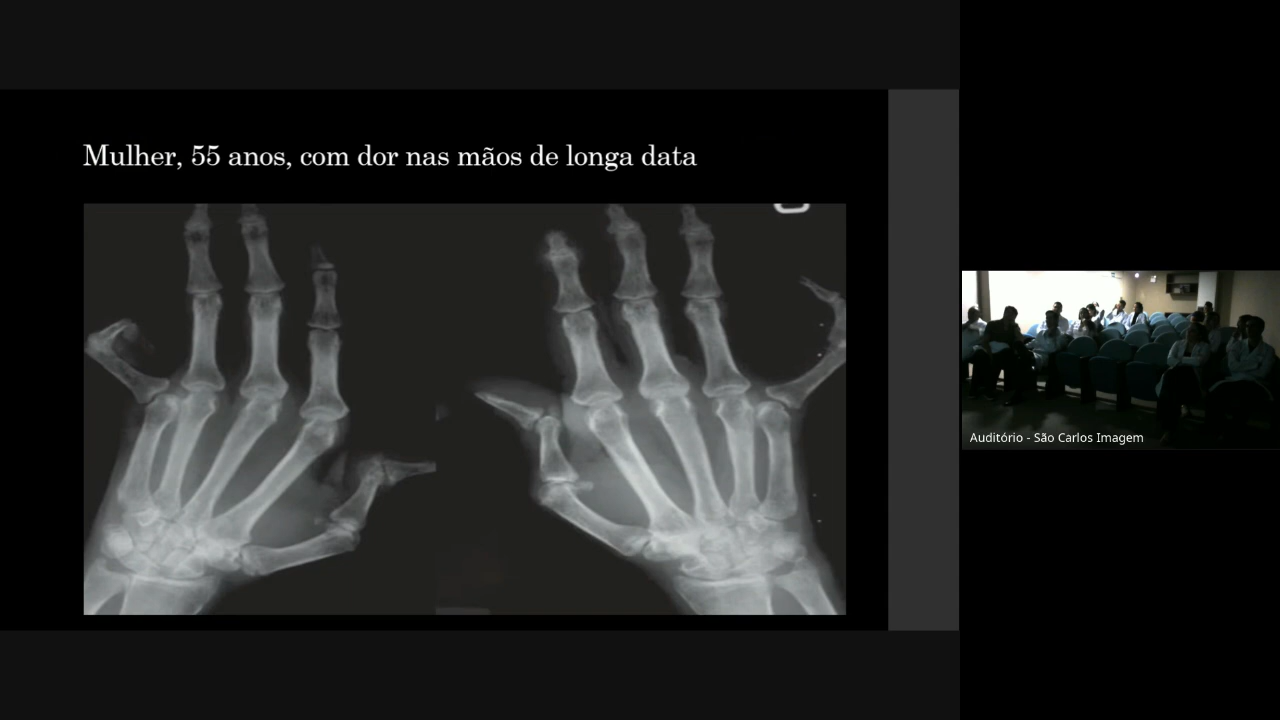 Mulher, 55 anos, com dor nas mãos de longa data
Auditório - São Carlos Imagem